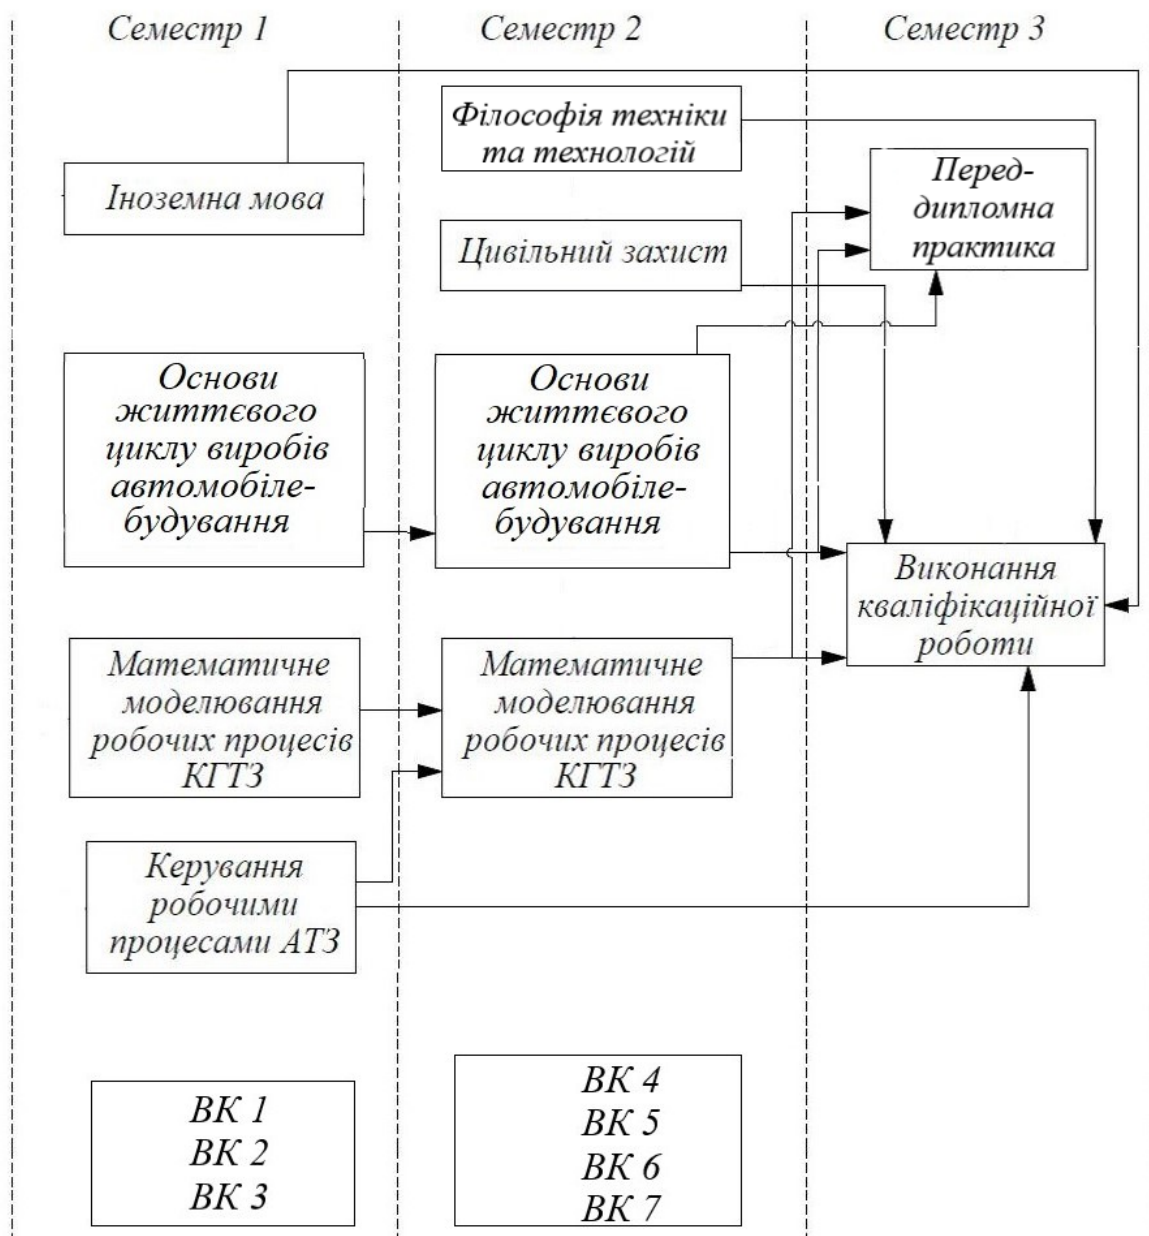 Семестр 1
Семестр 2
Семестр 3
Іноземна мова
Філософія техніки
та технологій
Цивільний захист
Перед-
дипломна
практика
Основи
життєвого
циклу виробів
автомобіле-
будування
Основи
життєвого
циклу виробів
автомобіле-
будування
Виконання
кваліфікаційної
роботи
Математичне
моделювання
робочих процесів
КГТЗ
Математичне
моделювання
робочих процесів
КГТЗ
Керування
робочими
процесами АТЗ
ВК 1
ВК 2
ВК 3
ВК 4
ВК 5
ВК 6
ВК 7